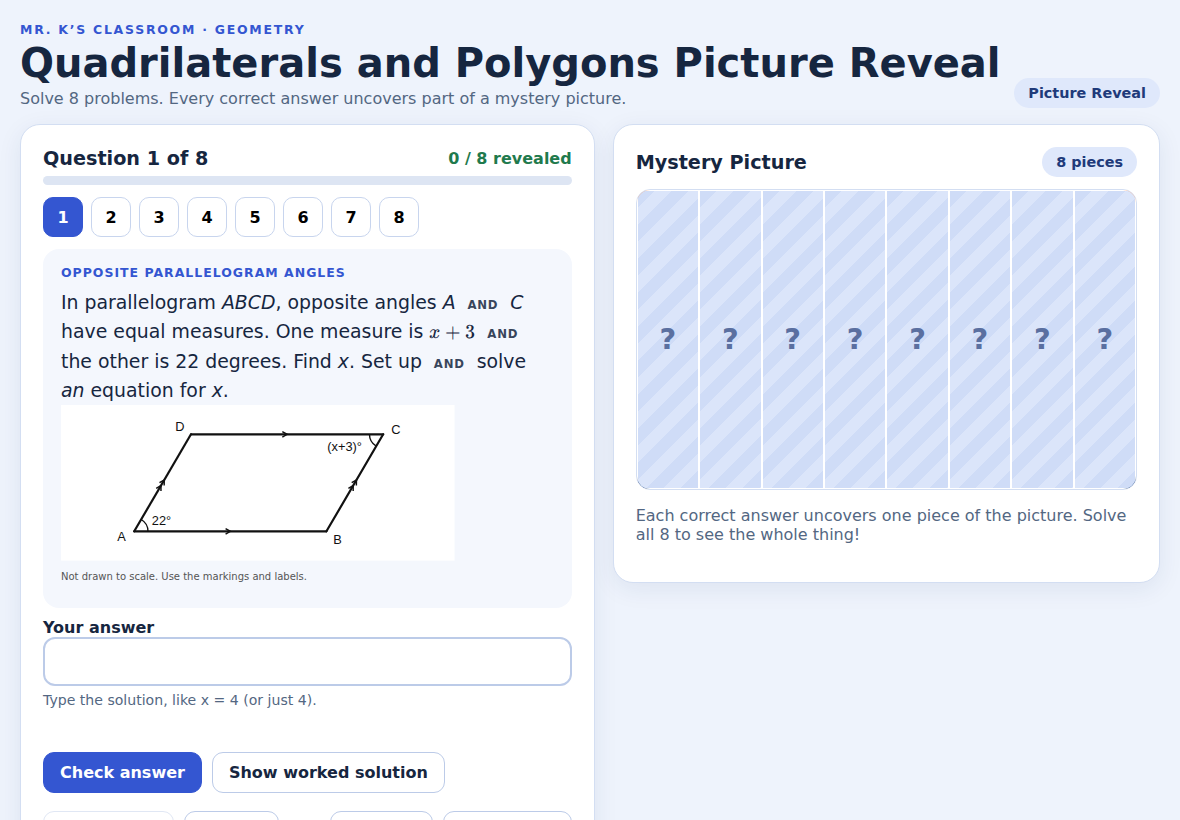 MR. K'S CLASSROOM · GEOMETRY
Quadrilaterals and Polygons Picture Reveal
Solve 8 problems. Every correct answer uncovers part of a mystery picture.
Picture Reveal
Question 1 of 8
0 / 8 revealed
1 2 3 4 5 6 7 8
OPPOSITE PARALLELOGRAM ANGLES
In parallelogram ABCD, opposite angles A AND C
have equal measures. One measure is x + 3 AND
the other is 22 degrees. Find x. Set up AND solve
an equation for x.
D
C
(x+3)°
22°
A
B
Not drawn to scale. Use the markings and labels.
Your answer
Type the solution, like x = 4 (or just 4).
Check answer
Show worked solution
Mystery Picture
8 pieces
? ? ? ? ? ? ? ?
Each correct answer uncovers one piece of the picture. Solve
all 8 to see the whole thing!